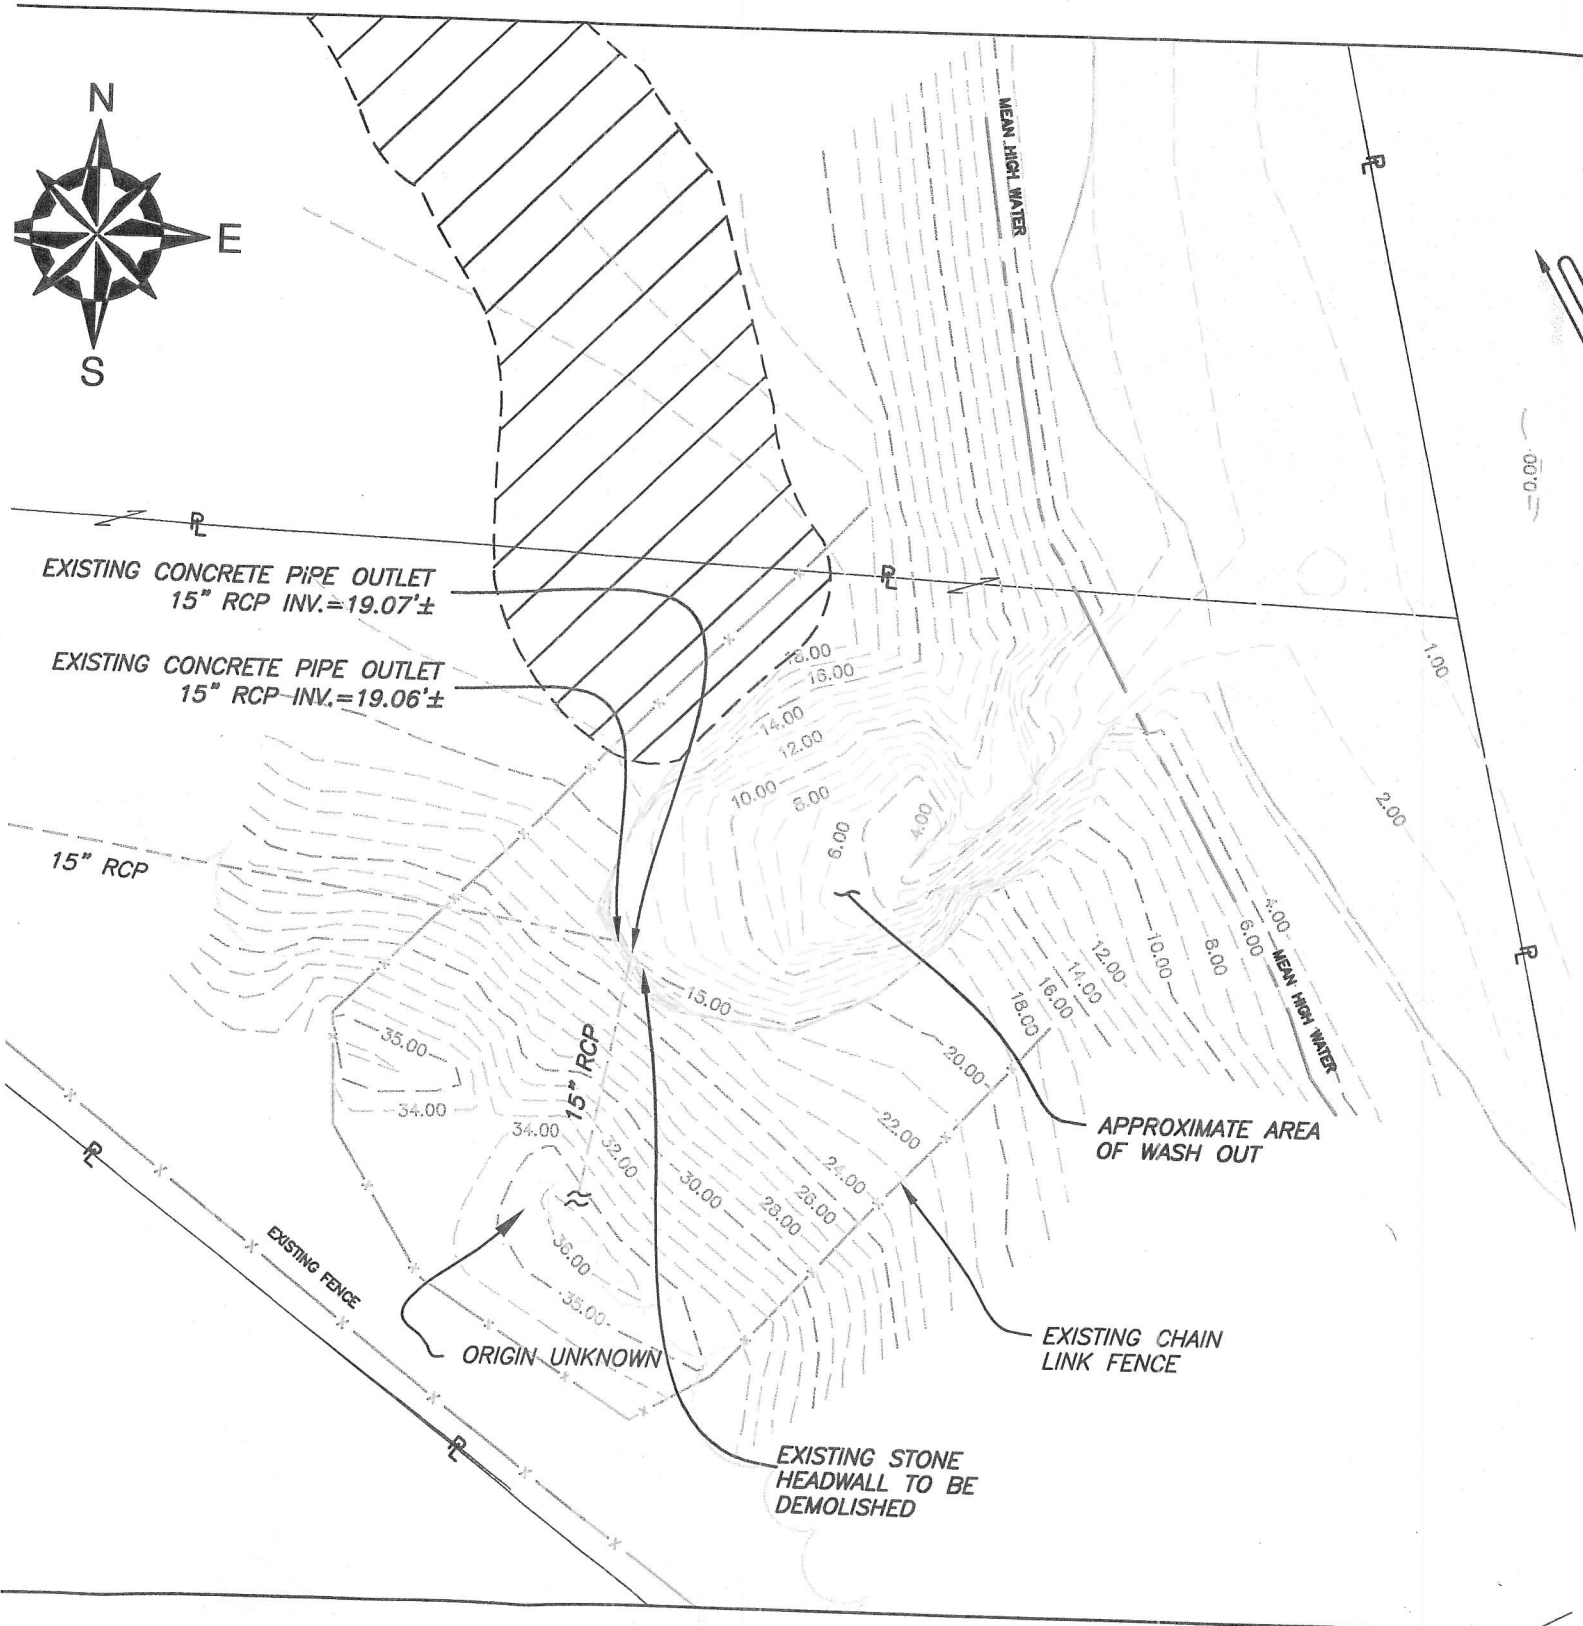 N
E
S
MEAN HIGH WATER
PL
0.00
PL
EXISTING CONCRETE PIPE OUTLET
15" RCP INV.=19.07'±
PL
EXISTING CONCRETE PIPE OUTLET
15" RCP INV.=19.06'±
18.00
16.00
14.00
12.00
10.00
8.00
6.00
4.00
1.00
2.00
15" RCP
PL
4.00
6.00
8.00
10.00
12.00
14.00
16.00
18.00
MEAN HIGH WATER
15.00
20.00
22.00
24.00
26.00
28.00
30.00
32.00
34.00
35.00
34.00
15" RCP
36.00
35.00
APPROXIMATE AREA
OF WASH OUT
PL
EXISTING FENCE
ORIGIN UNKNOWN
EXISTING CHAIN
LINK FENCE
PL
EXISTING STONE
HEADWALL TO BE
DEMOLISHED